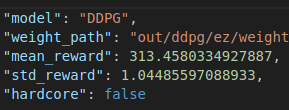 "model": "DDPG",
"weight_path": "out/ddpg/ez/weight
"mean_reward": 313.4580334927887,
"std_reward": 1.04485597088933,
"hardcore": false